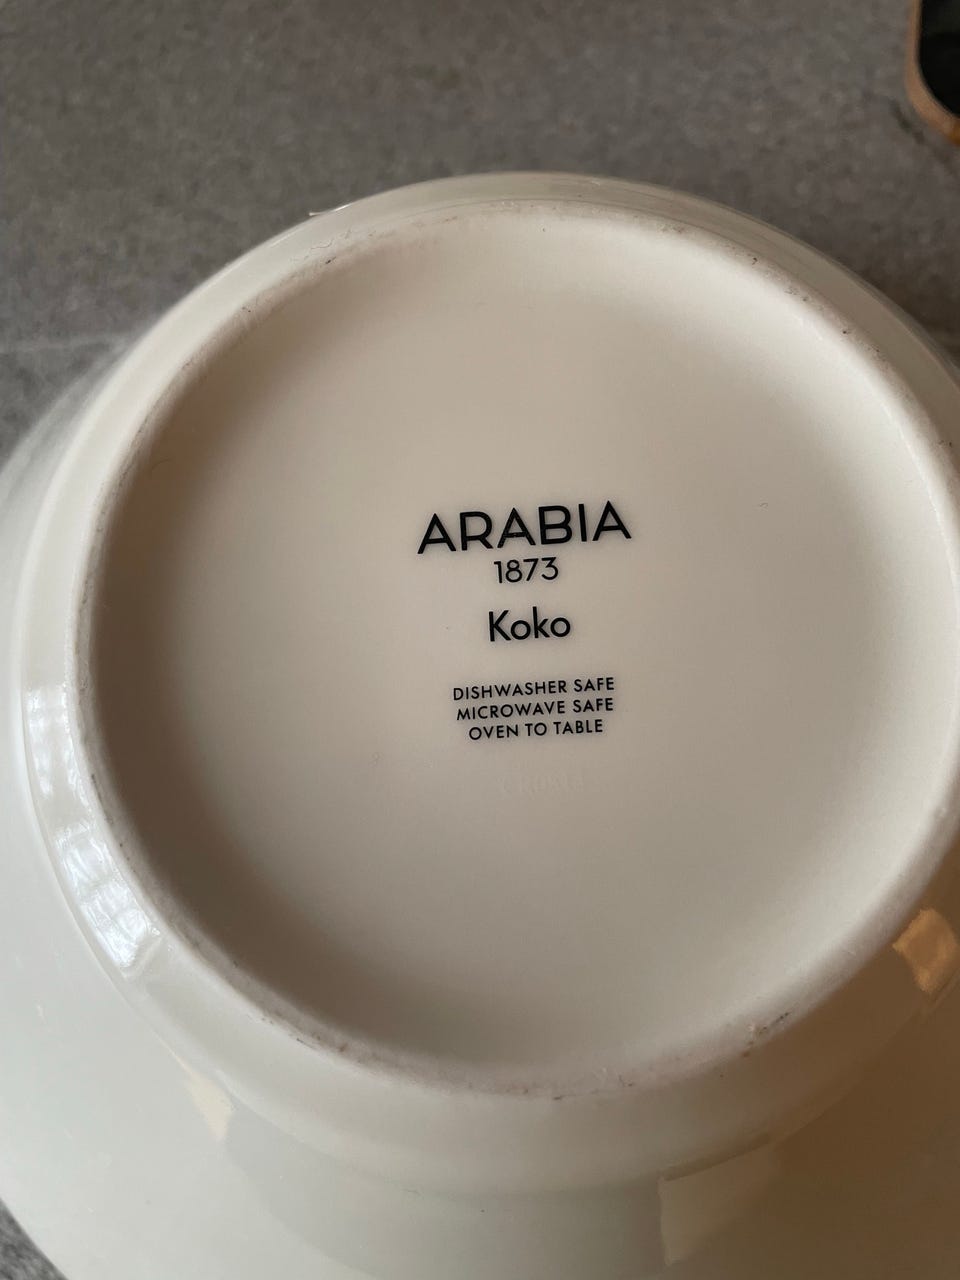 ARABIA
1873
Koko
DISHWASHER SAFE
MICROWAVE SAFE
OVEN TO TABLE